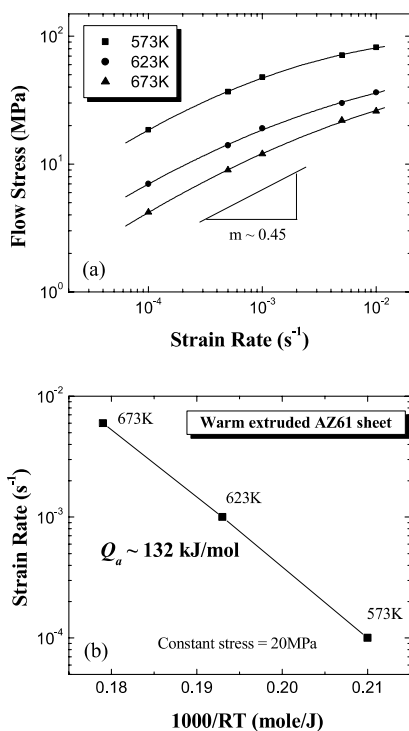 573K
623K
673K
10²
10¹
10⁰
Flow Stress (MPa)
m ~ 0.45
(a)
10⁻⁴
10⁻³
10⁻²
Strain Rate (s⁻¹)
10⁻²
10⁻³
10⁻⁴
Strain Rate (s⁻¹)
673K
Warm extruded AZ61 sheet
623K
Qₐ ~ 132 kJ/mol
573K
Constant stress = 20MPa
(b)
0.18
0.19
0.20
0.21
1000/RT (mole/J)